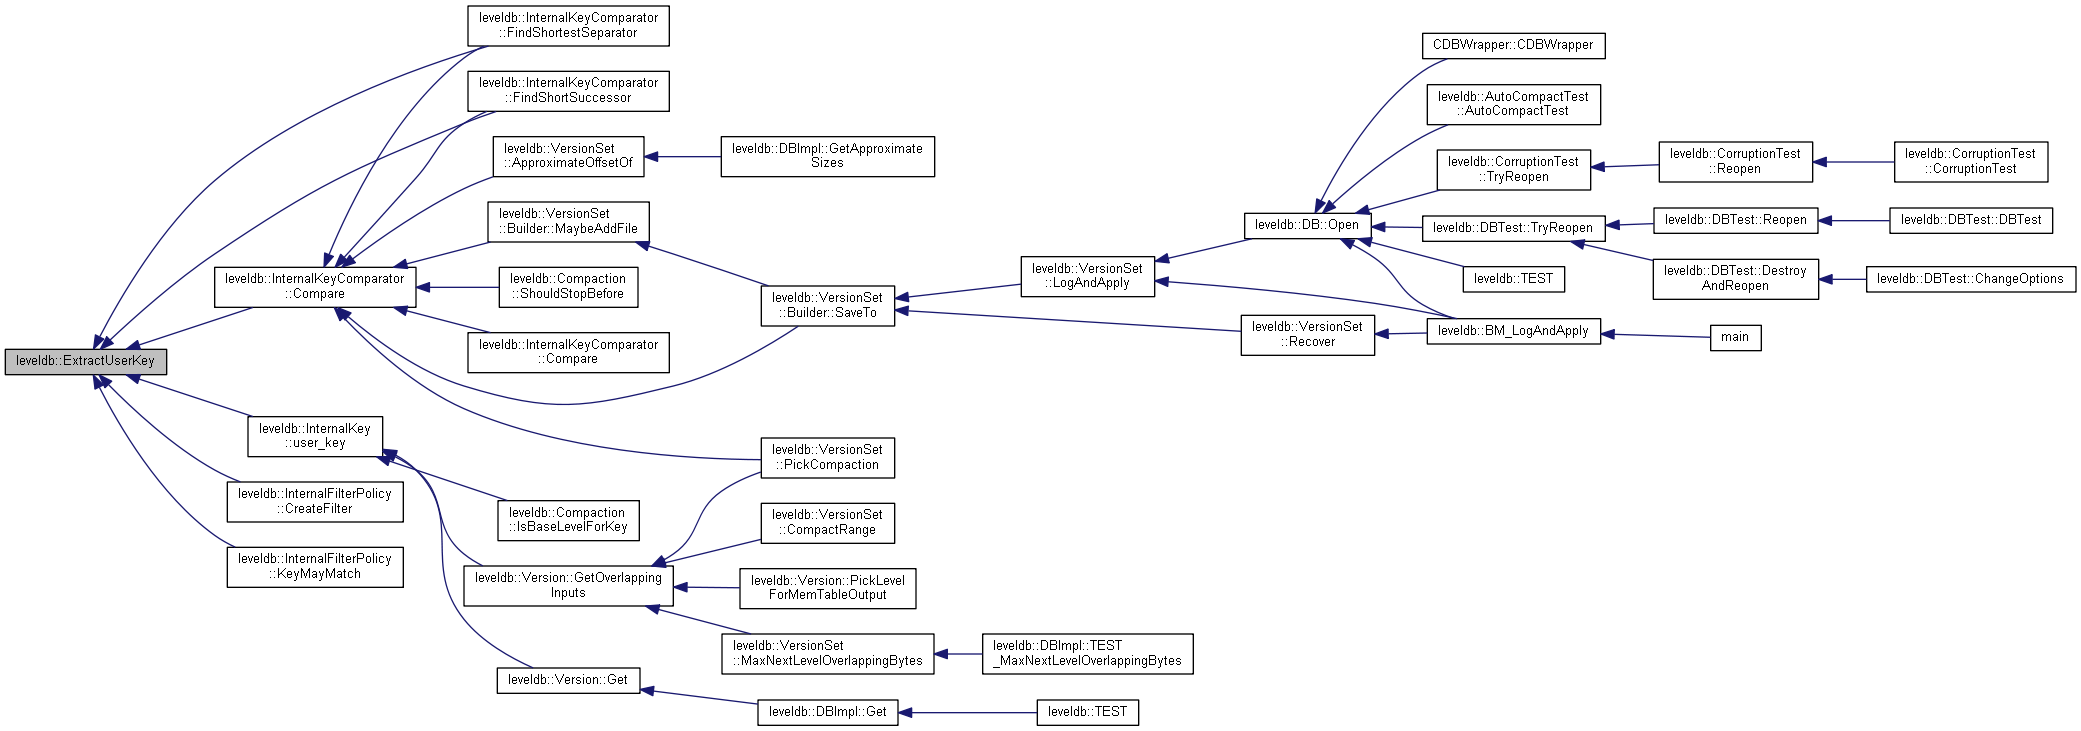 leveldb::InternalKeyComparator
::FindShortestSeparator
leveldb::InternalKeyComparator
::FindShortSuccessor
leveldb::VersionSet
::ApproximateOffsetOf
leveldb::DBImpl::GetApproximate
Sizes
leveldb::VersionSet
::Builder::MaybeAddFile
leveldb::InternalKeyComparator
::Compare
leveldb::Compaction
::ShouldStopBefore
leveldb::InternalKeyComparator
::Compare
leveldb::ExtractUserKey
leveldb::VersionSet
::Builder::SaveTo
leveldb::VersionSet
::LogAndApply
leveldb::VersionSet
::Recover
leveldb::DB::Open
CDBWrapper::CDBWrapper
leveldb::AutoCompactTest
::AutoCompactTest
leveldb::CorruptionTest
::TryReopen
leveldb::CorruptionTest
::Reopen
leveldb::CorruptionTest
::CorruptionTest
leveldb::DBTest::TryReopen
leveldb::DBTest::Reopen
leveldb::DBTest::DBTest
leveldb::TEST
leveldb::DBTest::Destroy
AndReopen
leveldb::DBTest::ChangeOptions
leveldb::BM_LogAndApply
main
leveldb::InternalKey
::user_key
leveldb::InternalFilterPolicy
::CreateFilter
leveldb::InternalFilterPolicy
::KeyMayMatch
leveldb::Compaction
::IsBaseLevelForKey
leveldb::Version::GetOverlapping
Inputs
leveldb::VersionSet
::PickCompaction
leveldb::VersionSet
::CompactRange
leveldb::Version::PickLevel
ForMemTableOutput
leveldb::VersionSet
::MaxNextLevelOverlappingBytes
leveldb::DBImpl::TEST
_MaxNextLevelOverlappingBytes
leveldb::Version::Get
leveldb::DBImpl::Get
leveldb::TEST